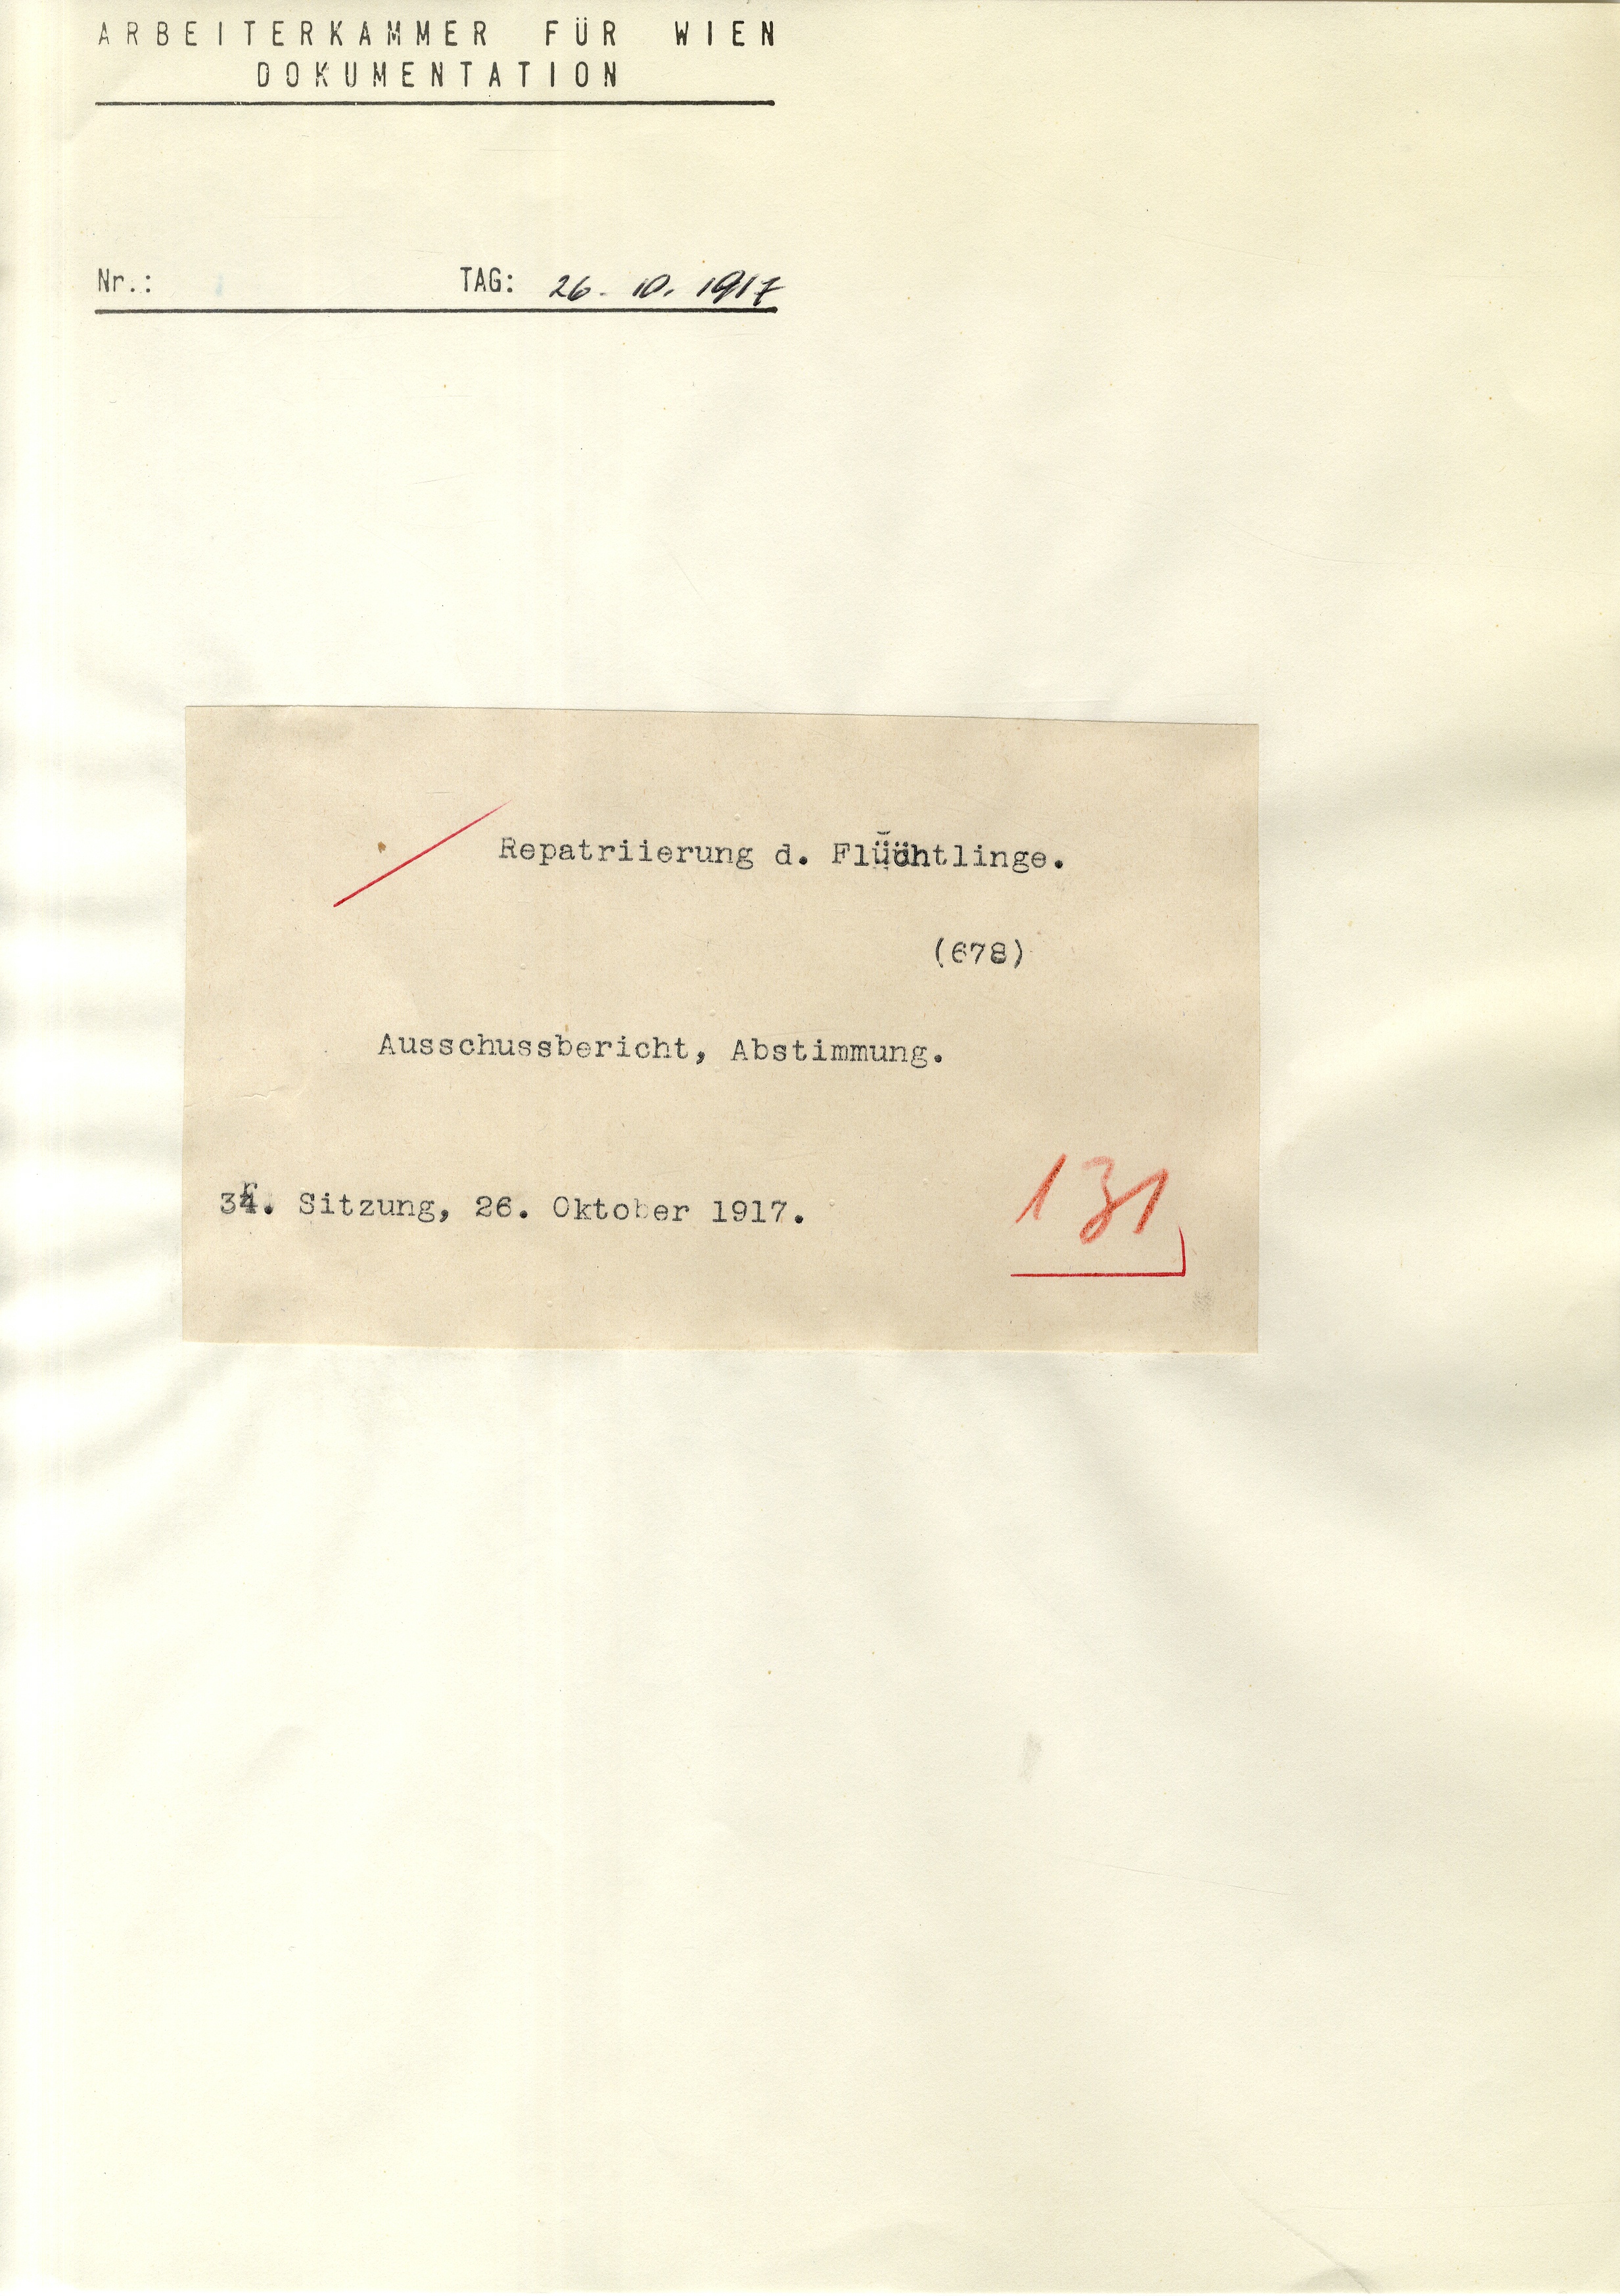 ARBEITERKAMMER FÜR WIEN
DOKUMENTATION
Nr.: TAG: 26. 10. 1917
Repatriierung d. Flüchtlinge.
(678)
Ausschussbericht, Abstimmung.
Sitzung, 26. Oktober 1917.
131